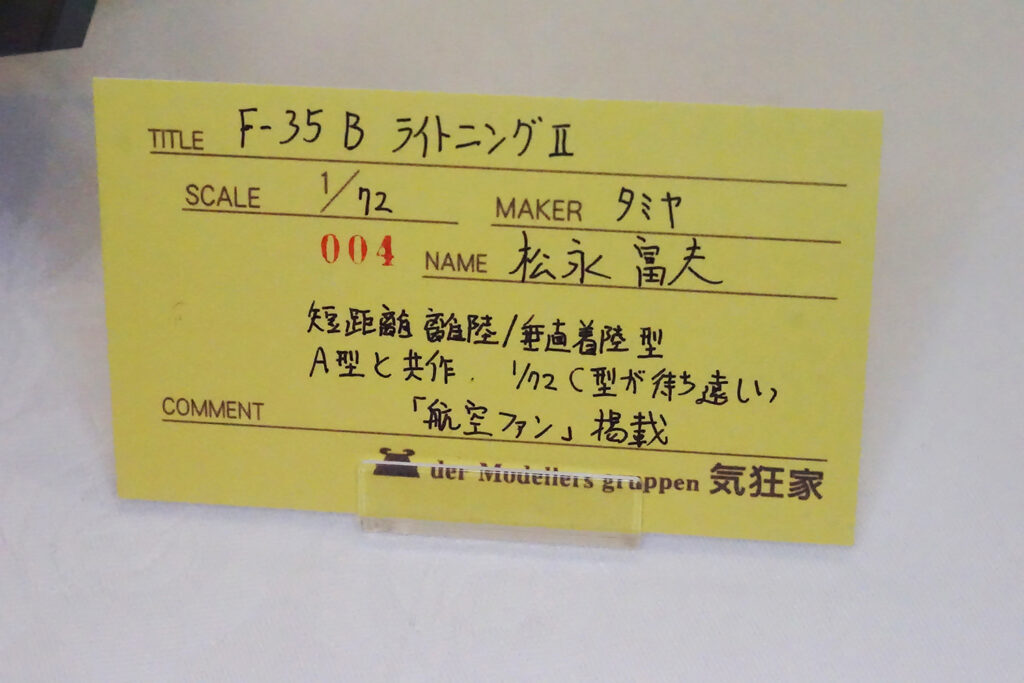 TITLE F-35 B ライトニングⅡ
SCALE 1/72 MAKER タミヤ
004 NAME 松永 富夫
短距離離陸/垂直着陸型
A型と共作. 1/72 C型が待ち遠しい
COMMENT 「航空ファン」掲載
der Modellers gruppen 気狂家